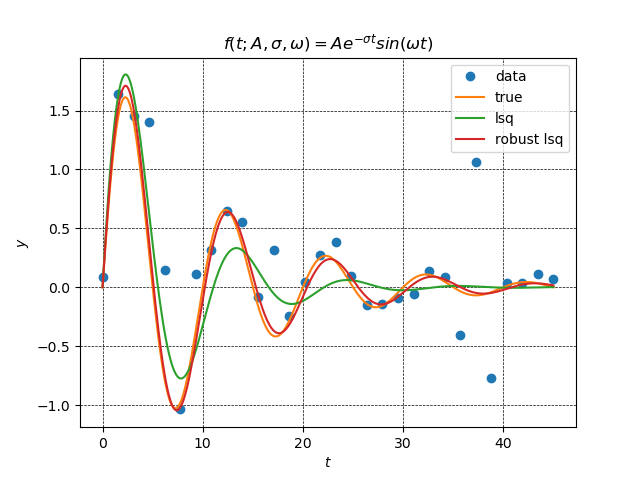 f(t; A, σ, ω) = Ae^{−σt}sin(ωt)
data
true
lsq
robust lsq
y
1.5
1.0
0.5
0.0
−0.5
−1.0
0 10 20 30 40
t